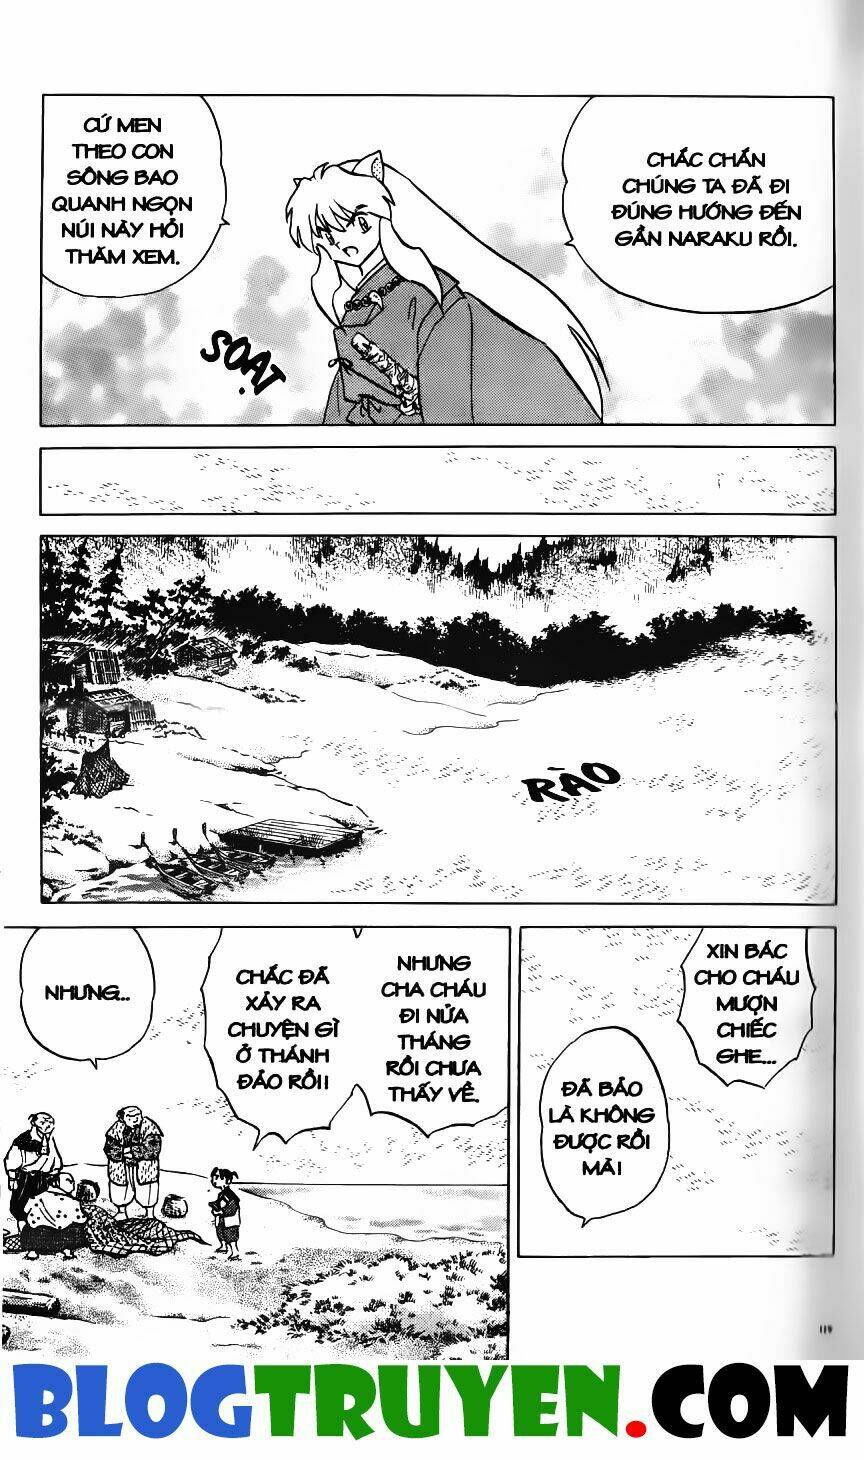 CHẮC CHẮN
CHÚNG TA ĐÃ ĐI
ĐÚNG HƯỚNG ĐẾN
GẦN NARAKU RỒI.
CỨ MEN
THEO CON
SÔNG BAO
QUANH NGỌN
NÚI NÀY HỎI
THĂM XEM.
SOẠT
RÀO
XIN BÁC
CHO CHÁU
MƯỢN
CHIẾC
GHE...
ĐÃ BẢO
LÀ KHÔNG
ĐƯỢC RỒI
MÀ!
NHƯNG
CHA CHÁU
ĐI NỬA
THÁNG
RỒI CHƯA
THẤY VỀ.
CHẮC ĐÃ
XẢY RA
CHUYỆN GÌ
Ở THÁNH
ĐẢO RỒI!
NHƯNG...
119
BLOGTRUYEN.COM